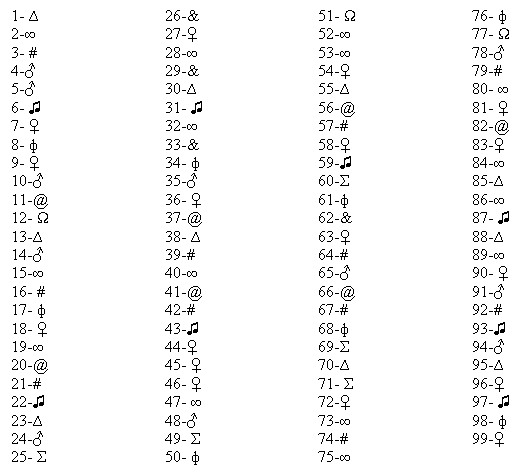 1- Δ
2-∞
3- #
4-♂
5-♂
6- ♫
7- ♀
8- ϕ
9- ♀
10-♂
11-@
12- Ω
13-Δ
14-♂
15-∞
16- #
17- ϕ
18- ♀
19-∞
20-@
21-#
22-♫
23-Δ
24-♂
25- Σ
26-&
27-♀
28-∞
29-&
30-Δ
31- ♫
32-∞
33-&
34- ϕ
35-♂
36- ♀
37-@
38- Δ
39-#
40-∞
41-@
42-#
43-♫
44-♀
45- ♀
46- ♀
47- ∞
48-♂
49- Σ
50- ϕ
51- Ω
52-∞
53-∞
54-♀
55-Δ
56-@
57-#
58-♀
59-♫
60-Σ
61-ϕ
62-&
63-♀
64-#
65-♂
66-@
67-#
68-ϕ
69-Σ
70-Δ
71- Σ
72-♀
73-∞
74-#
75-∞
76- ϕ
77- Ω
78-♂
79-#
80- ∞
81- ♀
82-@
83-♀
84-∞
85-Δ
86-∞
87- ♫
88-Δ
89-∞
90- ♀
91-♂
92-#
93-♫
94-♂
95-Δ
96-♀
97- ♫
98- ϕ
99-♀